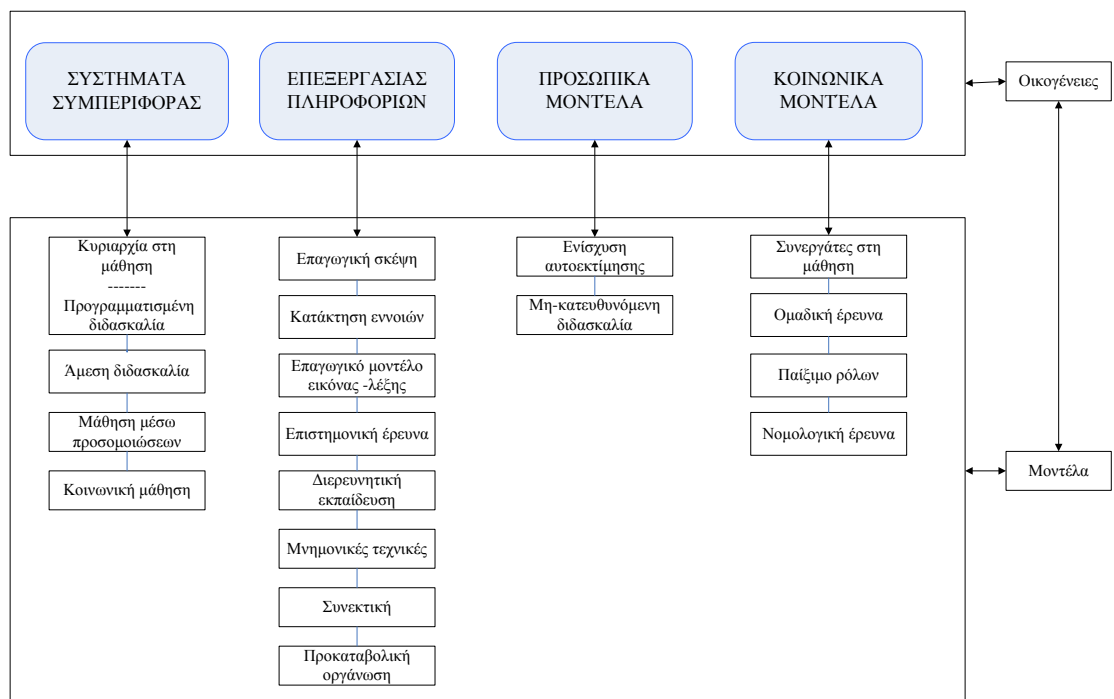 ΣΥΣΤΗΜΑΤΑ
ΣΥΜΠΕΡΙΦΟΡΑΣ
ΕΠΕΞΕΡΓΑΣΙΑΣ
ΠΛΗΡΟΦΟΡΙΩΝ
ΠΡΟΣΩΠΙΚΑ
ΜΟΝΤΈΛΑ
ΚΟΙΝΩΝΙΚΑ
ΜΟΝΤΈΛΑ
Οικογένειες
Κυριαρχία στη
μάθηση
-------
Προγραμματισμένη
διδασκαλία
Άμεση διδασκαλία
Μάθηση μέσω
προσομοιώσεων
Κοινωνική μάθηση
Επαγωγική σκέψη
Κατάκτηση εννοιών
Επαγωγικό μοντέλο
εικόνας -λέξης
Επιστημονική έρευνα
Διερευνητική
εκπαίδευση
Μνημονικές τεχνικές
Συνεκτική
Προκαταβολική
οργάνωση
Ενίσχυση
αυτοεκτίμησης
Μη-κατευθυνόμενη
διδασκαλία
Συνεργάτες στη
μάθηση
Ομαδική έρευνα
Παίξιμο ρόλων
Νομολογική έρευνα
Μοντέλα